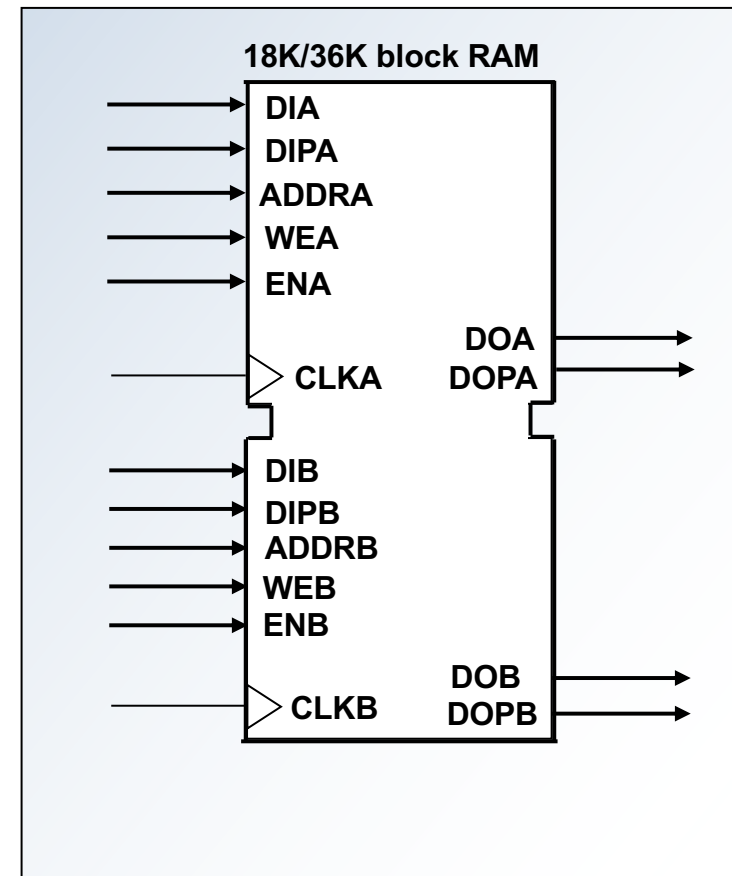 18K/36K block RAM
DIA
DIPA
ADDRA
WEA
ENA
DOA
CLKA DOPA
DIB
DIPB
ADDRB
WEB
ENB
DOB
CLKB DOPB